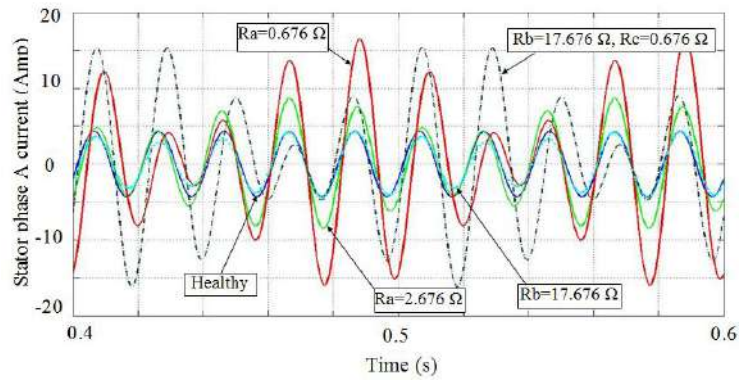 20
10
0
-10
-20
Stator phase A current (Amp)
Ra=0.676 Ω
Rb=17.676 Ω, Rc=0.676 Ω
Healthy
Ra=2.676 Ω
Rb=17.676 Ω
0.4
0.5
0.6
Time (s)